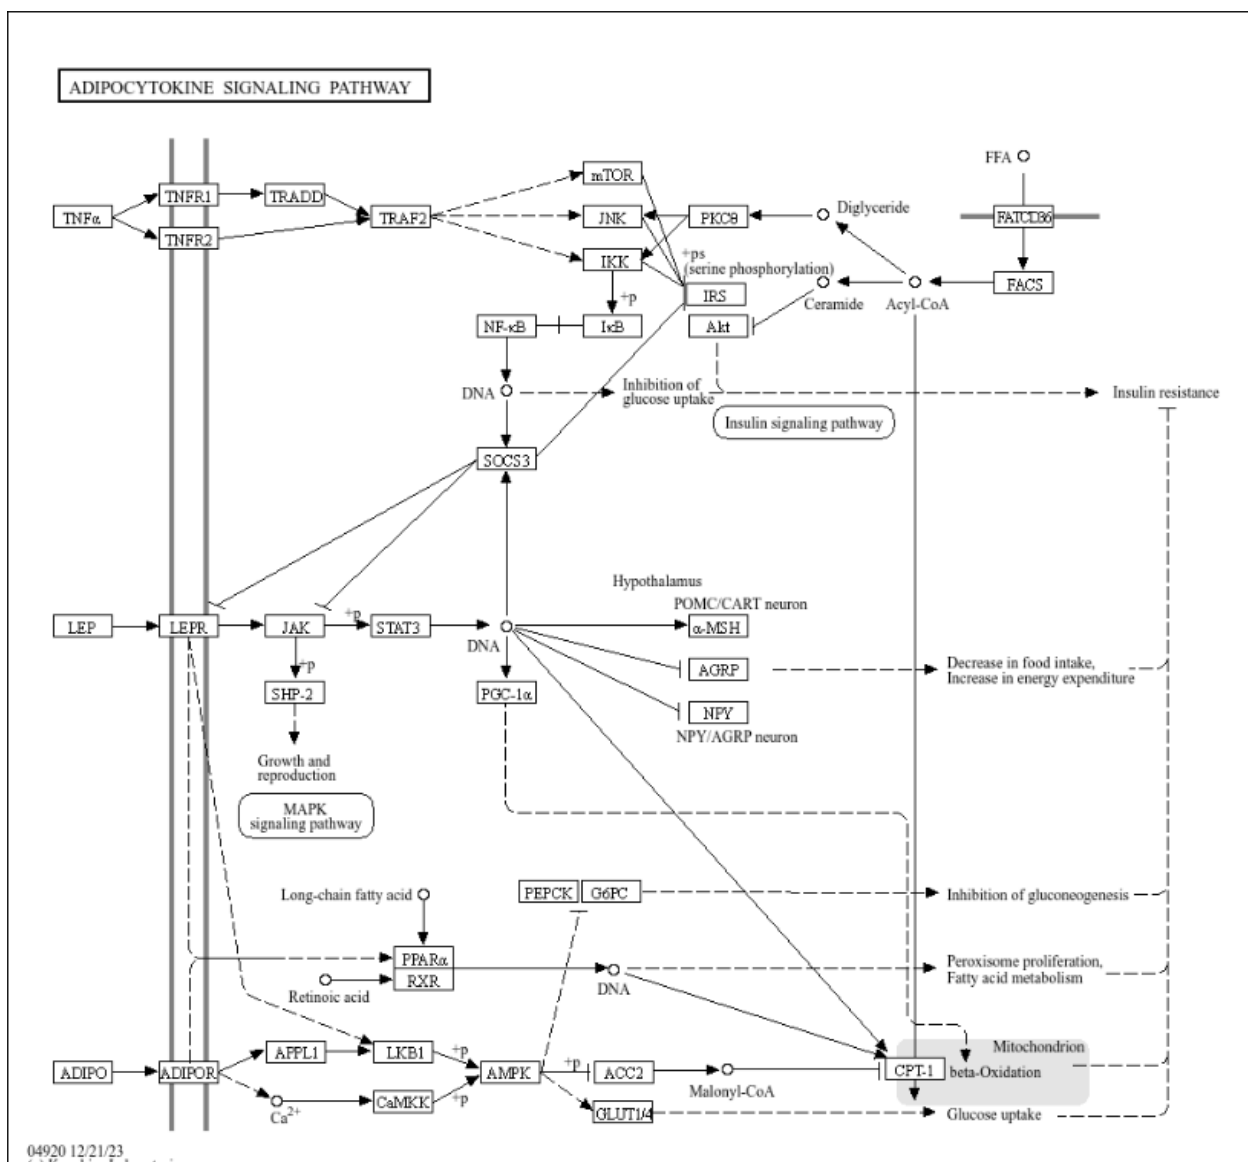 ADIPOCYTOKINE SIGNALING PATHWAY
FFA
TNFα
TNFR1
TRADD
TNFR2
TRAF2
mTOR
JNK
IKK
PKCθ
Diglyceride
FATCD36
FACS
+ps
(serine phosphorylation)
IRS
Ceramide
Acyl-CoA
+p
NF-κB
IκB
Akt
DNA
Inhibition of
glucose uptake
Insulin resistance
Insulin signaling pathway
SOCS3
Hypothalamus
POMC/CART neuron
LEP
LEPR
JAK
+p
STAT3
DNA
α-MSH
+p
SHP-2
PGC-1α
AGRP
Decrease in food intake,
Increase in energy expenditure
NPY
NPY/AGRP neuron
Growth and
reproduction
MAPK
signaling pathway
Long-chain fatty acid
PEPCK
G6PC
Inhibition of gluconeogenesis
PPARα
RXR
Retinoic acid
DNA
Peroxisome proliferation,
Fatty acid metabolism
ADIPO
ADIPOR
APPL1
LKB1
+p
AMPK
+p
ACC2
Malonyl-CoA
CPT-1
Mitochondrion
beta-Oxidation
Ca2+
CaMKK
+p
GLUT1/4
Glucose uptake
04920 12/21/23